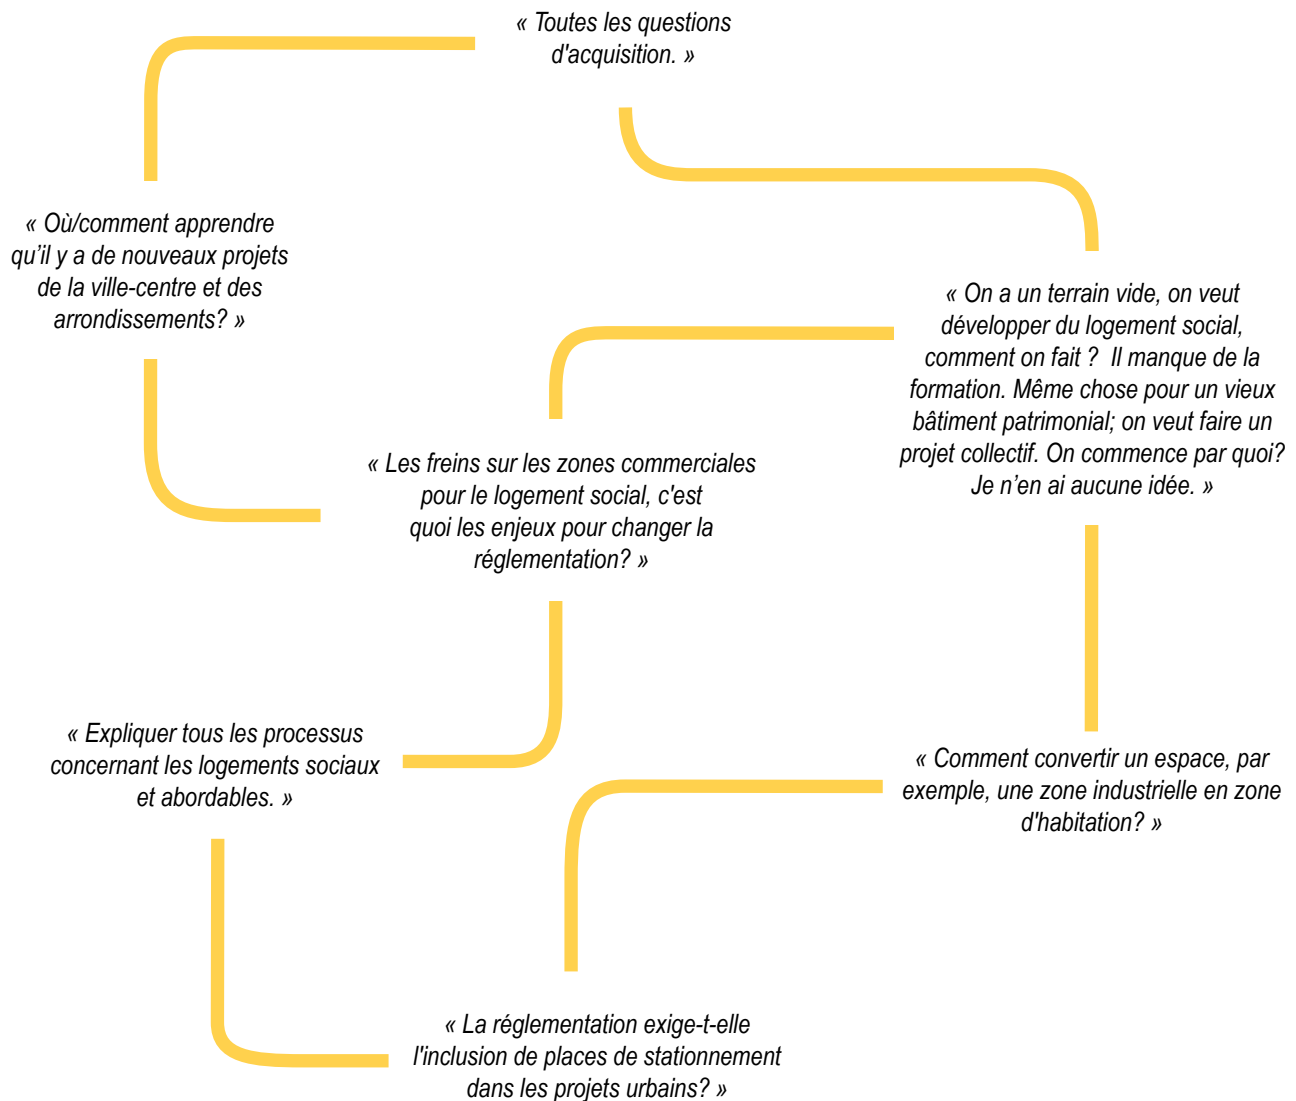 « Toutes les questions
d'acquisition. »
« Où/comment apprendre
qu’il y a de nouveaux projets
de la ville-centre et des
arrondissements? »
« On a un terrain vide, on veut
développer du logement social,
comment on fait ?  Il manque de la
formation. Même chose pour un vieux
bâtiment patrimonial; on veut faire un
projet collectif. On commence par quoi?
Je n’en ai aucune idée. »
« Les freins sur les zones commerciales
pour le logement social, c'est
quoi les enjeux pour changer la
réglementation? »
« Expliquer tous les processus
concernant les logements sociaux
et abordables. »
« Comment convertir un espace, par
exemple, une zone industrielle en zone
d'habitation? »
« La réglementation exige-t-elle
l'inclusion de places de stationnement
dans les projets urbains? »